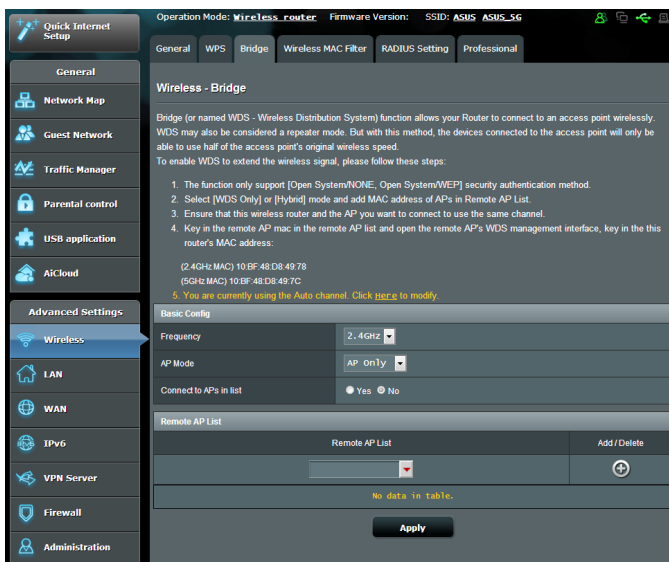 Quick Internet
Setup
Operation Mode: Wireless router Firmware Version: SSID: ASUS ASUS_5G
General WPS Bridge Wireless MAC Filter RADIUS Setting Professional
General
Network Map
Guest Network
Traffic Manager
Parental control
USB application
AiCloud
Advanced Settings
Wireless
LAN
WAN
IPv6
VPN Server
Firewall
Administration
Wireless - Bridge
Bridge (or named WDS - Wireless Distribution System) function allows your Router to connect to an access point wirelessly.
WDS may also be considered a repeater mode. But with this method, the devices connected to the access point will only be
able to use half of the access point's original wireless speed.
To enable WDS to extend the wireless signal, please follow these steps:
1. The function only support [Open System/NONE, Open System/WEP] security authentication method.
2. Select [WDS Only] or [Hybrid] mode and add MAC address of APs in Remote AP List.
3. Ensure that this wireless router and the AP you want to connect to use the same channel.
4. Key in the remote AP mac in the remote AP list and open the remote AP's WDS management interface, key in the this
router's MAC address:
(2.4GHz MAC) 10:BF:48:D8:49:78
(5GHz MAC) 10:BF:48:D8:49:7C
5. You are currently using the Auto channel. Click Here to modify.
Basic Config
Frequency 2.4GHz
AP Mode AP Only
Connect to APs in list Yes No
Remote AP List
Remote AP List Add / Delete
No data in table.
Apply